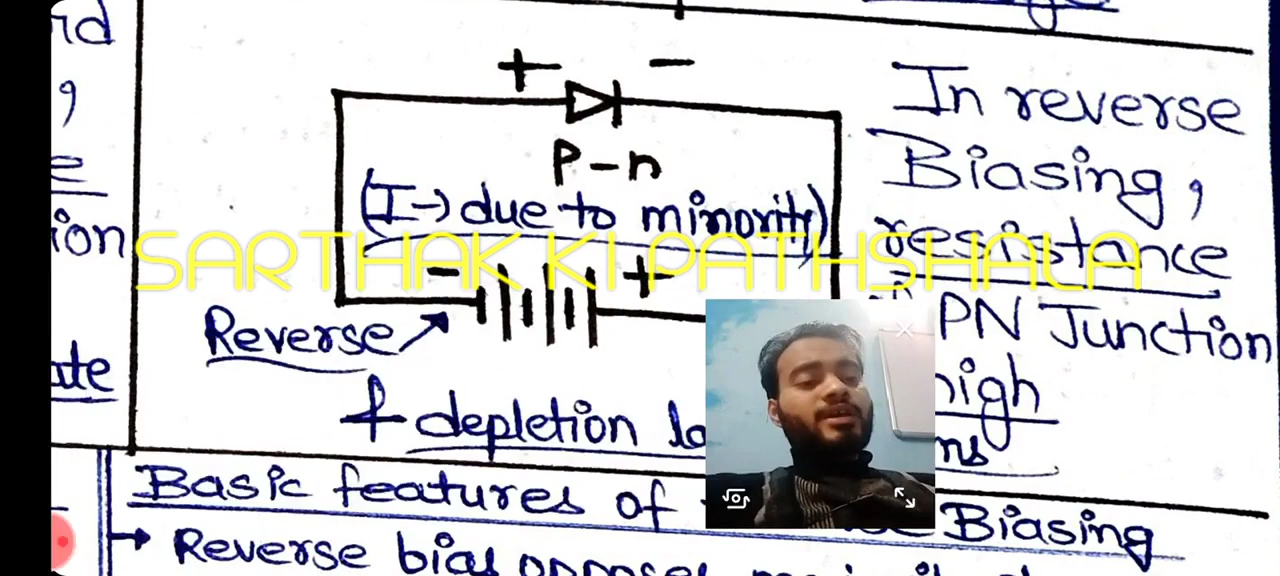 rd
+ −
In reverse
,
P-n
Biasing,
(I→ due to minority)
resistance
ion
SARTHAK KI PATHSHALA
− +
Reverse
PN Junction
high
& depletion
Basic features of Biasing
→ Reverse bias opposes